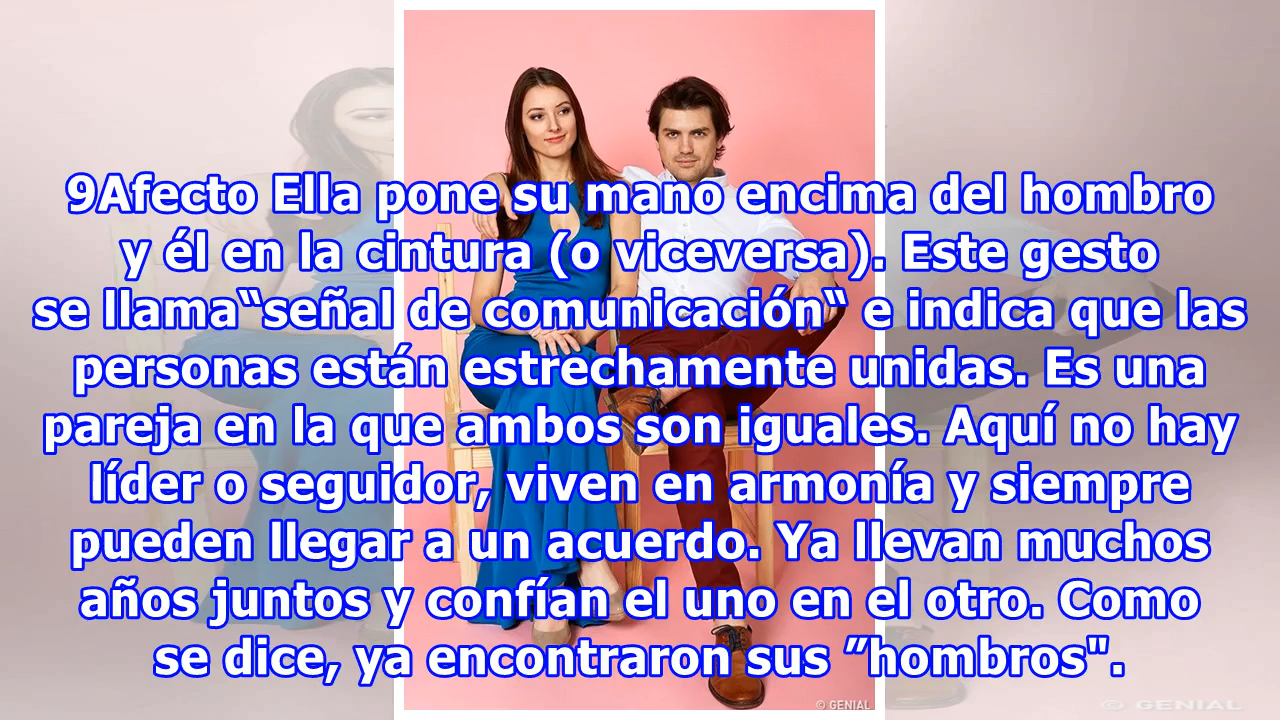 9Afecto Ella pone su mano encima del hombro
y él en la cintura (o viceversa). Este gesto
se llama‟señal de comunicación‟ e indica que las
personas están estrechamente unidas. Es una
pareja en la que ambos son iguales. Aquí no hay
líder o seguidor, viven en armonía y siempre
pueden llegar a un acuerdo. Ya llevan muchos
años juntos y confían el uno en el otro. Como
se dice, ya encontraron sus ”hombros".
© GENIAL
© GENIAL